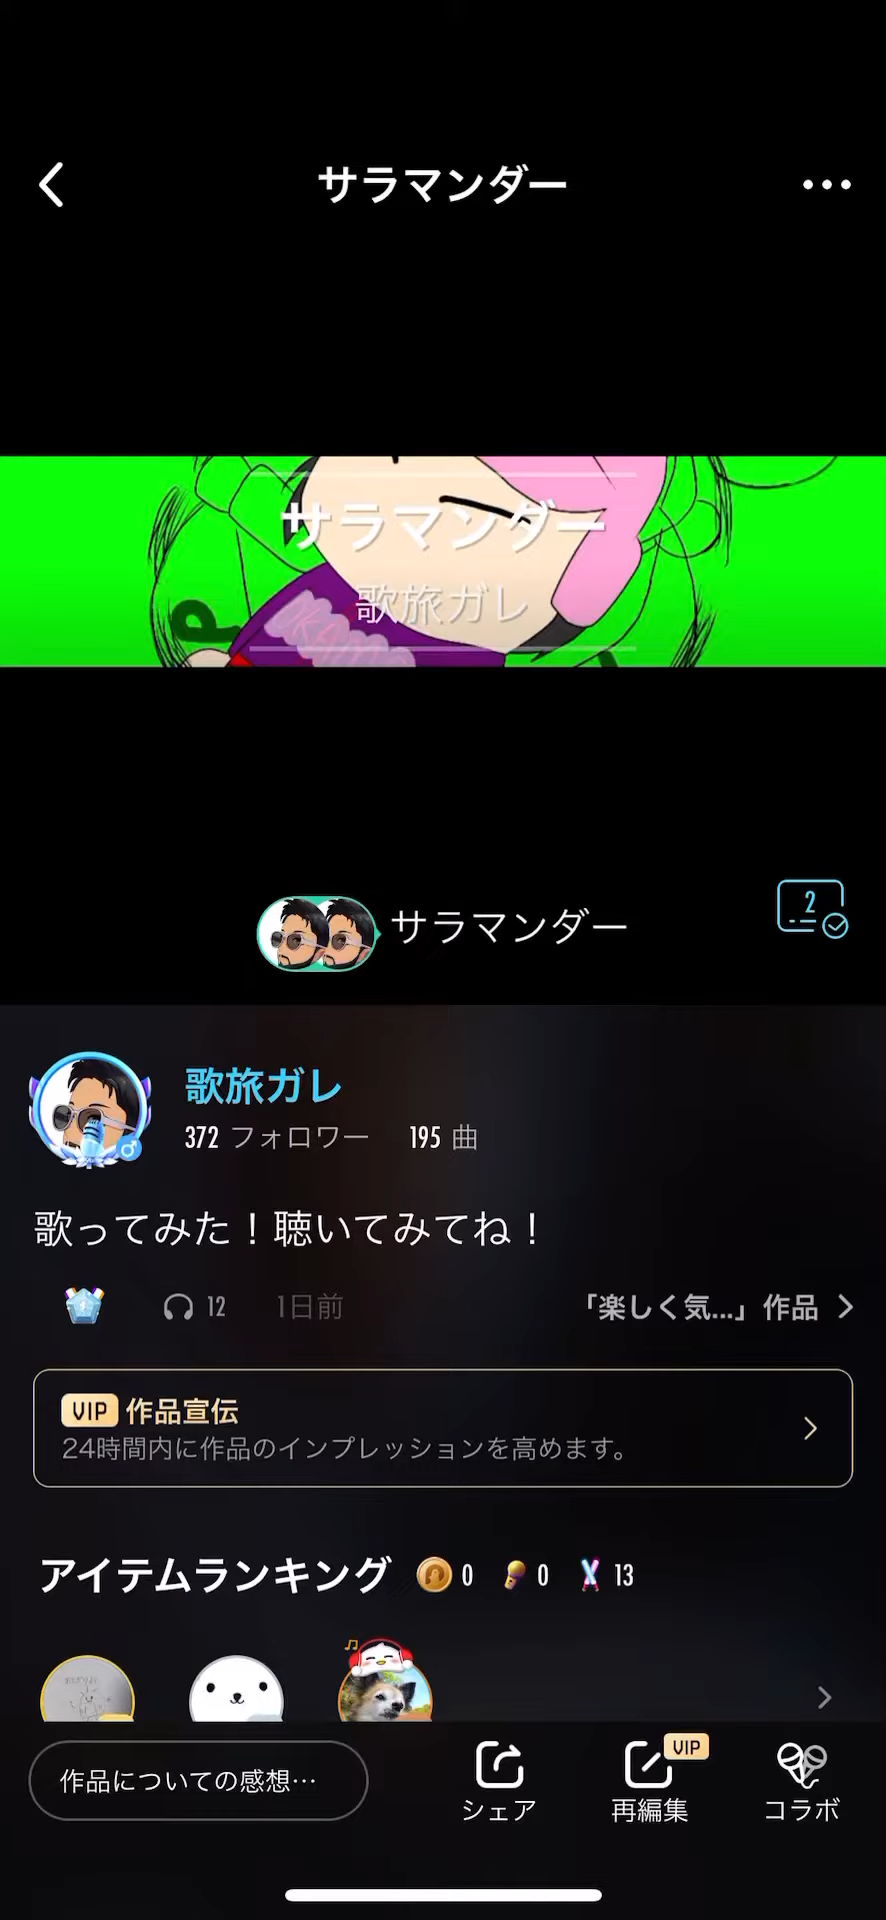 サラマンダー
サラマンダー
歌旅ガレ
サラマンダー
2
歌旅ガレ
372 フォロワー 195 曲
歌ってみた！聴いてみてね！
12 1日前 「楽しく気...」作品
VIP 作品宣伝
24時間内に作品のインプレッションを高めます。
アイテムランキング 0 0 13
作品についての感想…
シェア
VIP
再編集
コラボ